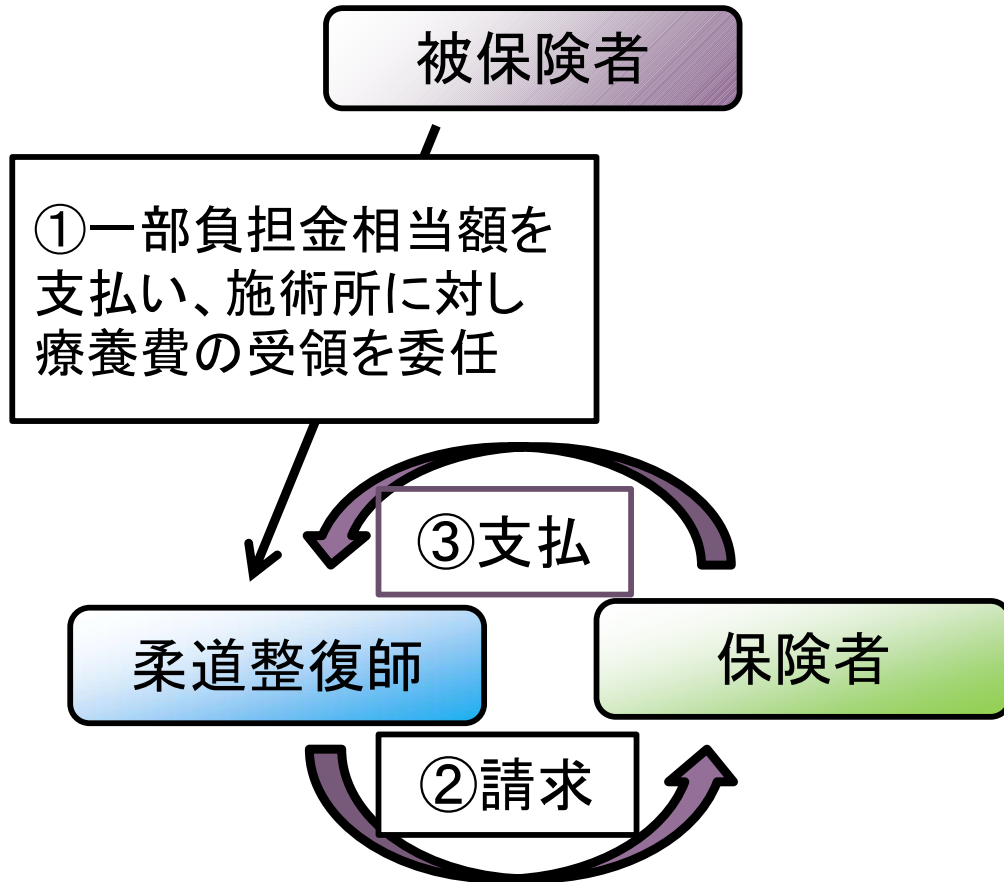 被保険者
①一部負担金相当額を
支払い、施術所に対し
療養費の受領を委任
③支払
柔道整復師
保険者
②請求